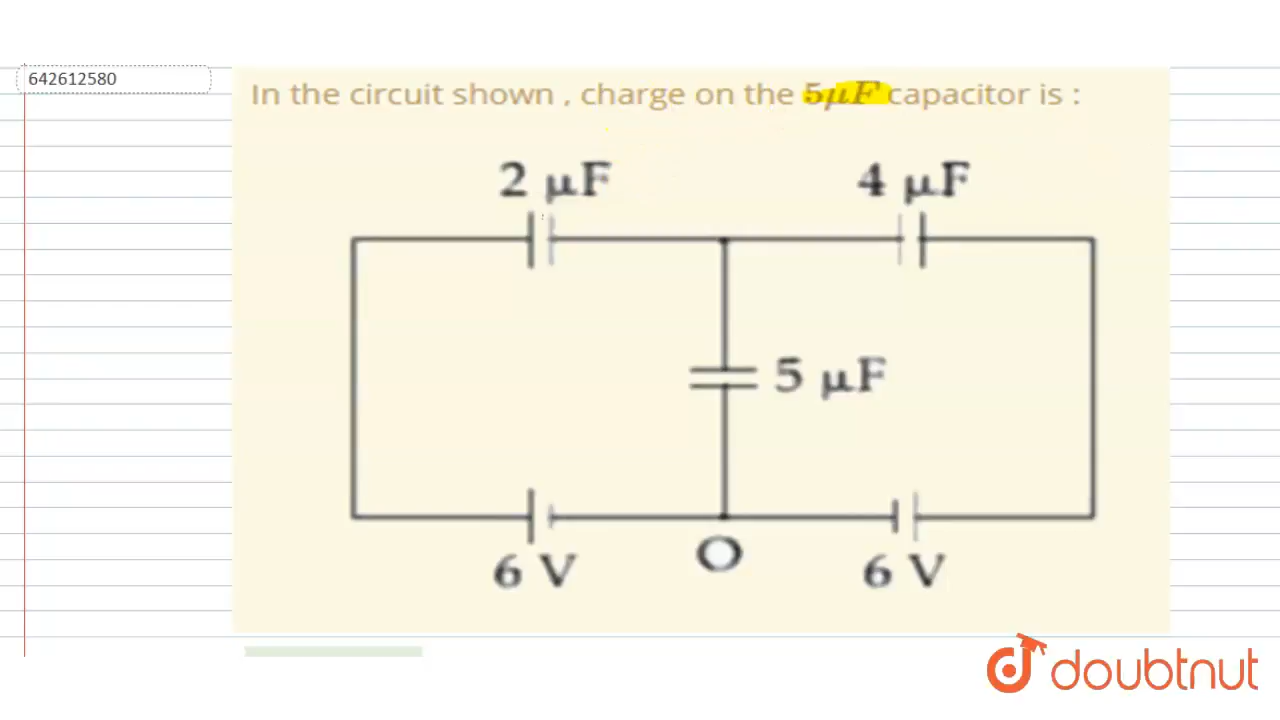 642612580
In the circuit shown , charge on the 5μF capacitor is :
2 μF
4 μF
5 μF
6 V
O
6 V
doubtnut